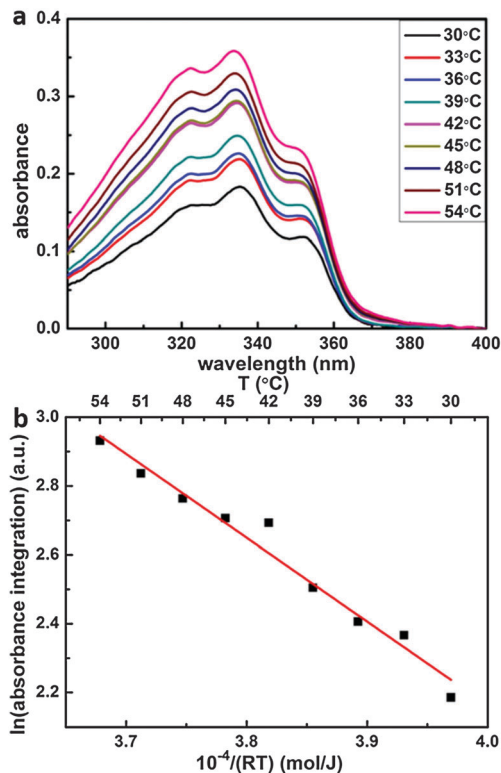 a
0.4
0.3
0.2
0.1
0.0
absorbance
30°C
33°C
36°C
39°C
42°C
45°C
48°C
51°C
54°C
300 320 340 360 380 400
wavelength (nm)
T (°C)
b
54 51 48 45 42 39 36 33 30
3.0
2.8
2.6
2.4
2.2
ln(absorbance integration) (a.u.)
3.7 3.8 3.9 4.0
10⁻⁴/(RT) (mol/J)